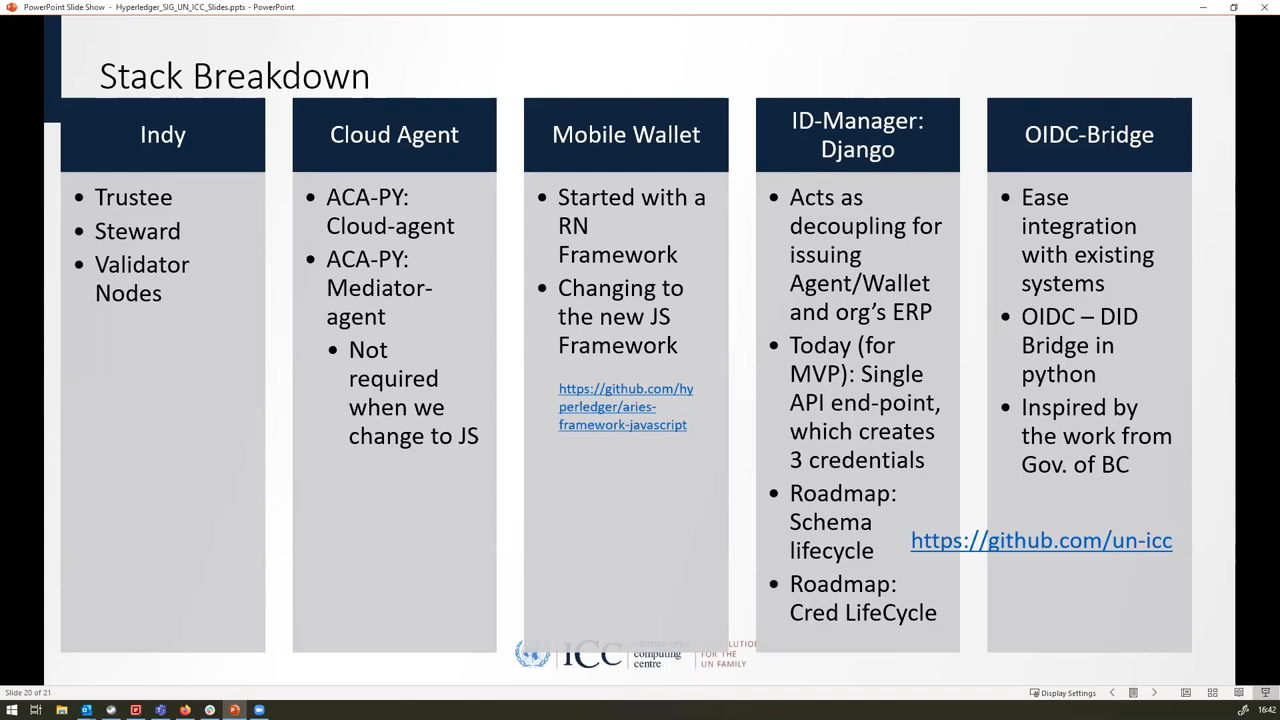 PowerPoint Slide Show - Hyperledger_SIG_UN_ICC_Slides.pptx - PowerPoint
Stack Breakdown
Indy
• Trustee
• Steward
• Validator
Nodes
Cloud Agent
• ACA-PY:
Cloud-agent
• ACA-PY:
Mediator-
agent
• Not
required
when we
change to JS
Mobile Wallet
• Started with a
RN
Framework
• Changing to
the new JS
Framework
https://github.com/hy
perledger/aries-
framework-javascript
ID-Manager:
Django
• Acts as
decoupling for
issuing
Agent/Wallet
and org’s ERP
• Today (for
MVP): Single
API end-point,
which creates
3 credentials
• Roadmap:
Schema
lifecycle
• Roadmap:
Cred LifeCycle
OIDC-Bridge
• Ease
integration
with existing
systems
• OIDC – DID
Bridge in
python
• Inspired by
the work from
Gov. of BC
https://github.com/un-icc
ICC
computing
centre
FOR THE
UN FAMILY
Slide 20 of 21
Display Settings
16:42